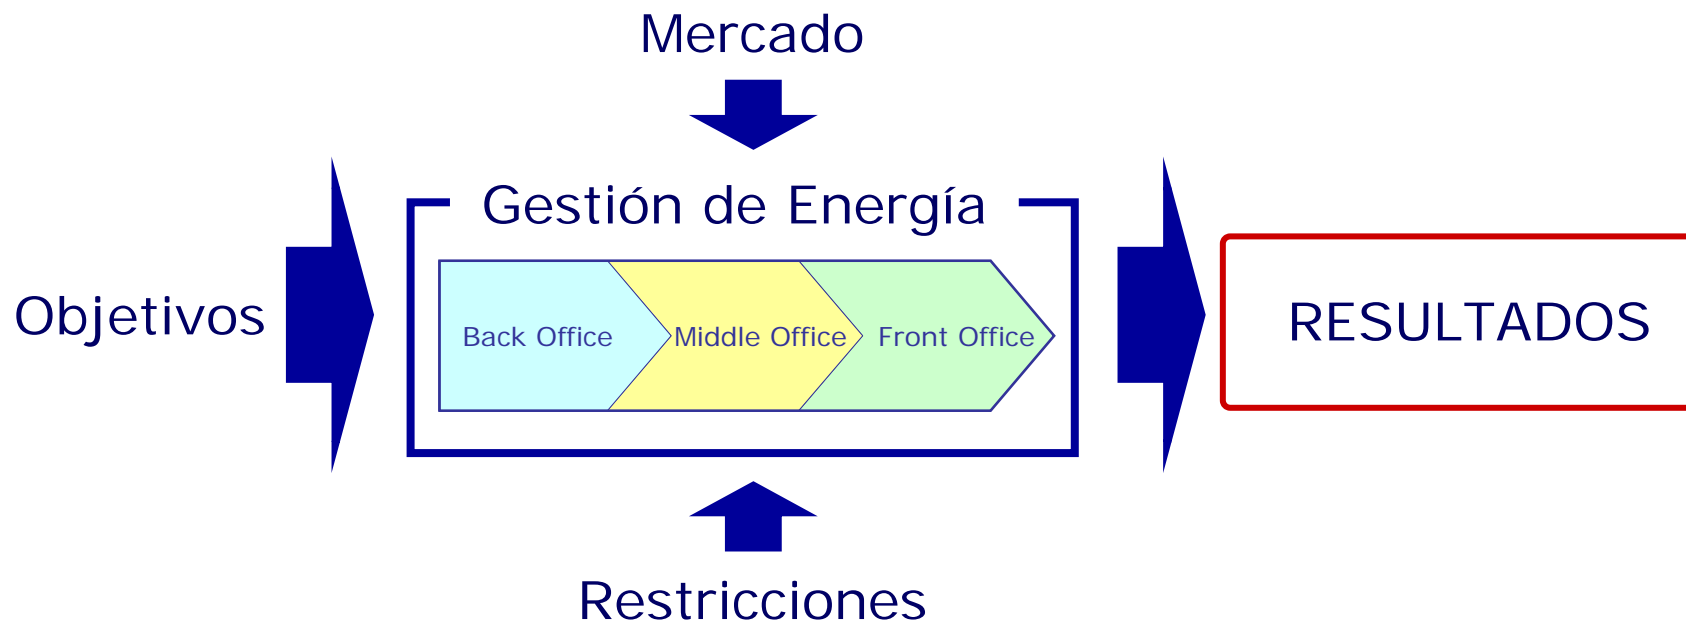 Mercado
Gestión de Energía
Objetivos
Back Office
Middle Office
Front Office
RESULTADOS
Restricciones